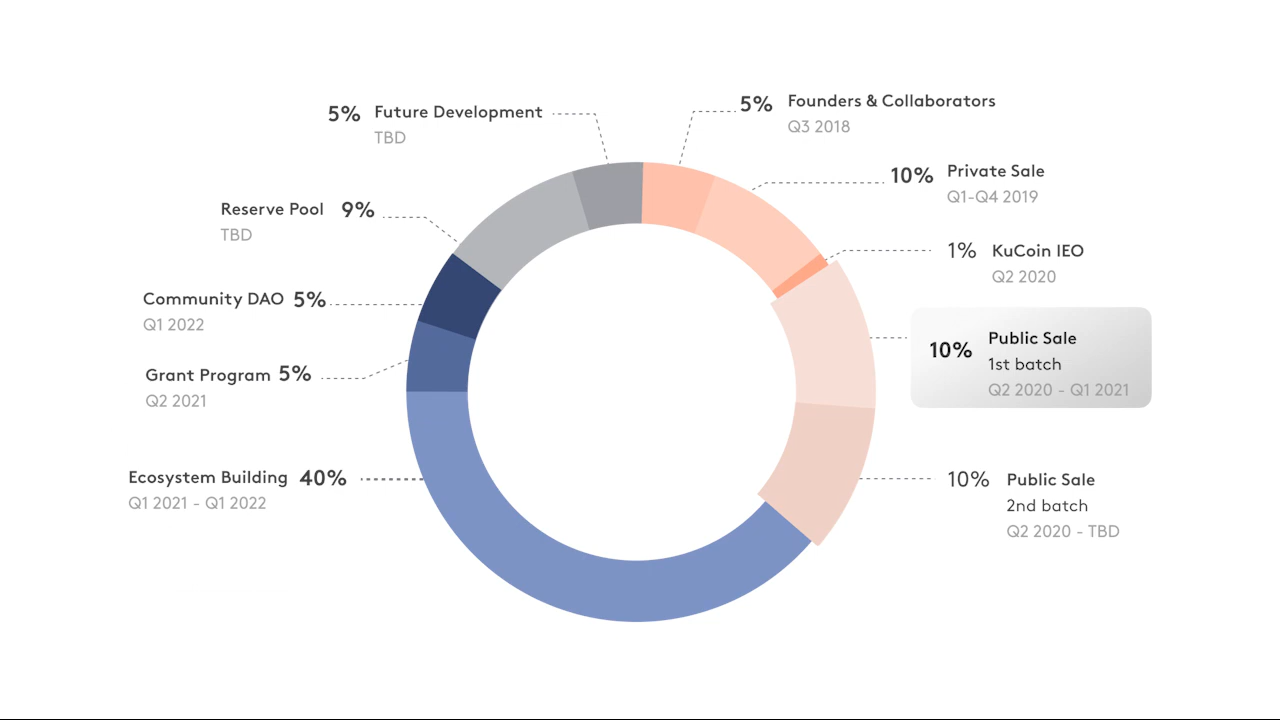 5% Future Development
TBD
5% Founders & Collaborators
Q3 2018
10% Private Sale
Q1-Q4 2019
Reserve Pool 9%
TBD
1% KuCoin IEO
Q2 2020
Community DAO 5%
Q1 2022
10% Public Sale
1st batch
Q2 2020 - Q1 2021
Grant Program 5%
Q2 2021
Ecosystem Building 40%
Q1 2021 - Q1 2022
10% Public Sale
2nd batch
Q2 2020 - TBD